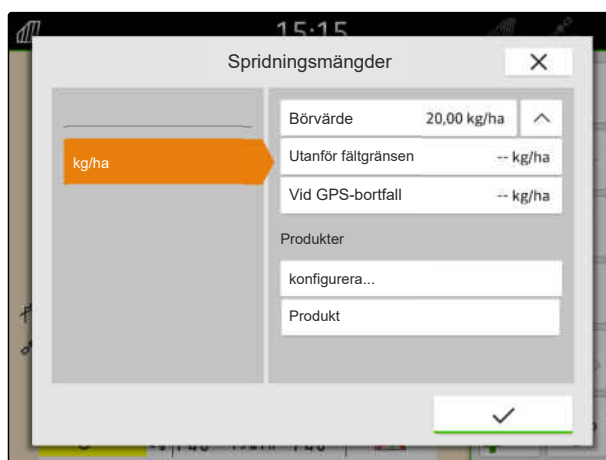 15:15
Spridningsmängder
Börvärde 20,00 kg/ha
kg/ha
Utanför fältgränsen -- kg/ha
Vid GPS-bortfall -- kg/ha
Produkter
konfigurera...
Produkt